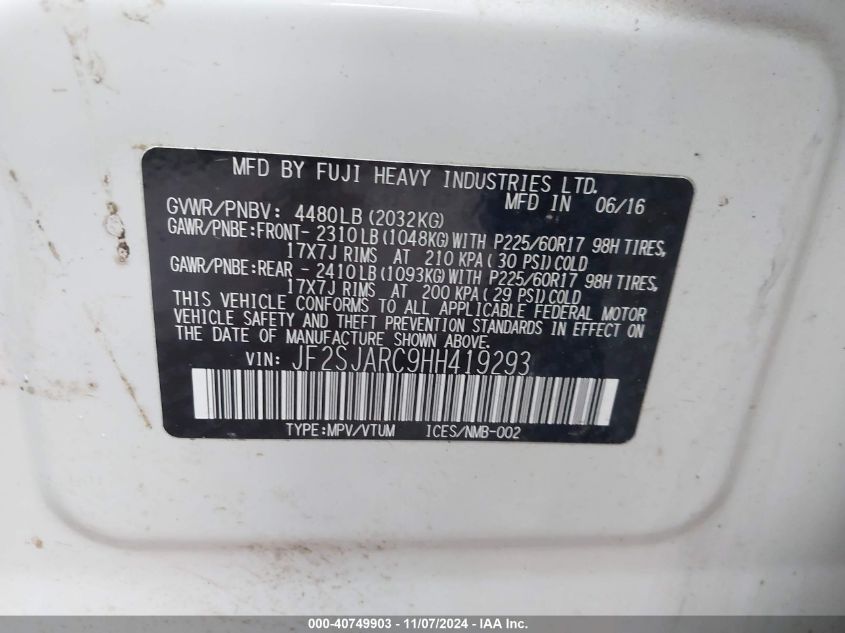 MFD BY FUJI HEAVY INDUSTRIES LTD.
MFD IN 06/16
GVWR/PNBV: 4480LB(2032KG)
GAWR/PNBE:FRONT- 2310LB(1048KG)WITH P225/60R17 98H TIRES,
17X7J RIMS AT 210 KPA(30 PSI)COLD
GAWR/PNBE:REAR - 2410LB(1093KG)WITH P225/60R17 98H TIRES,
17X7J RIMS AT 200 KPA(29 PSI)COLD
THIS VEHICLE CONFORMS TO ALL APPLICABLE FEDERAL MOTOR
VEHICLE SAFETY AND THEFT PREVENTION STANDARDS IN EFFECT ON
THE DATE OF MANUFACTURE SHOWN ABOVE.
VIN: JF2SJARC9HH419293
TYPE:MPV/VTUM ICES/NMB-002
000-40749903 - 11/07/2024 - IAA Inc.